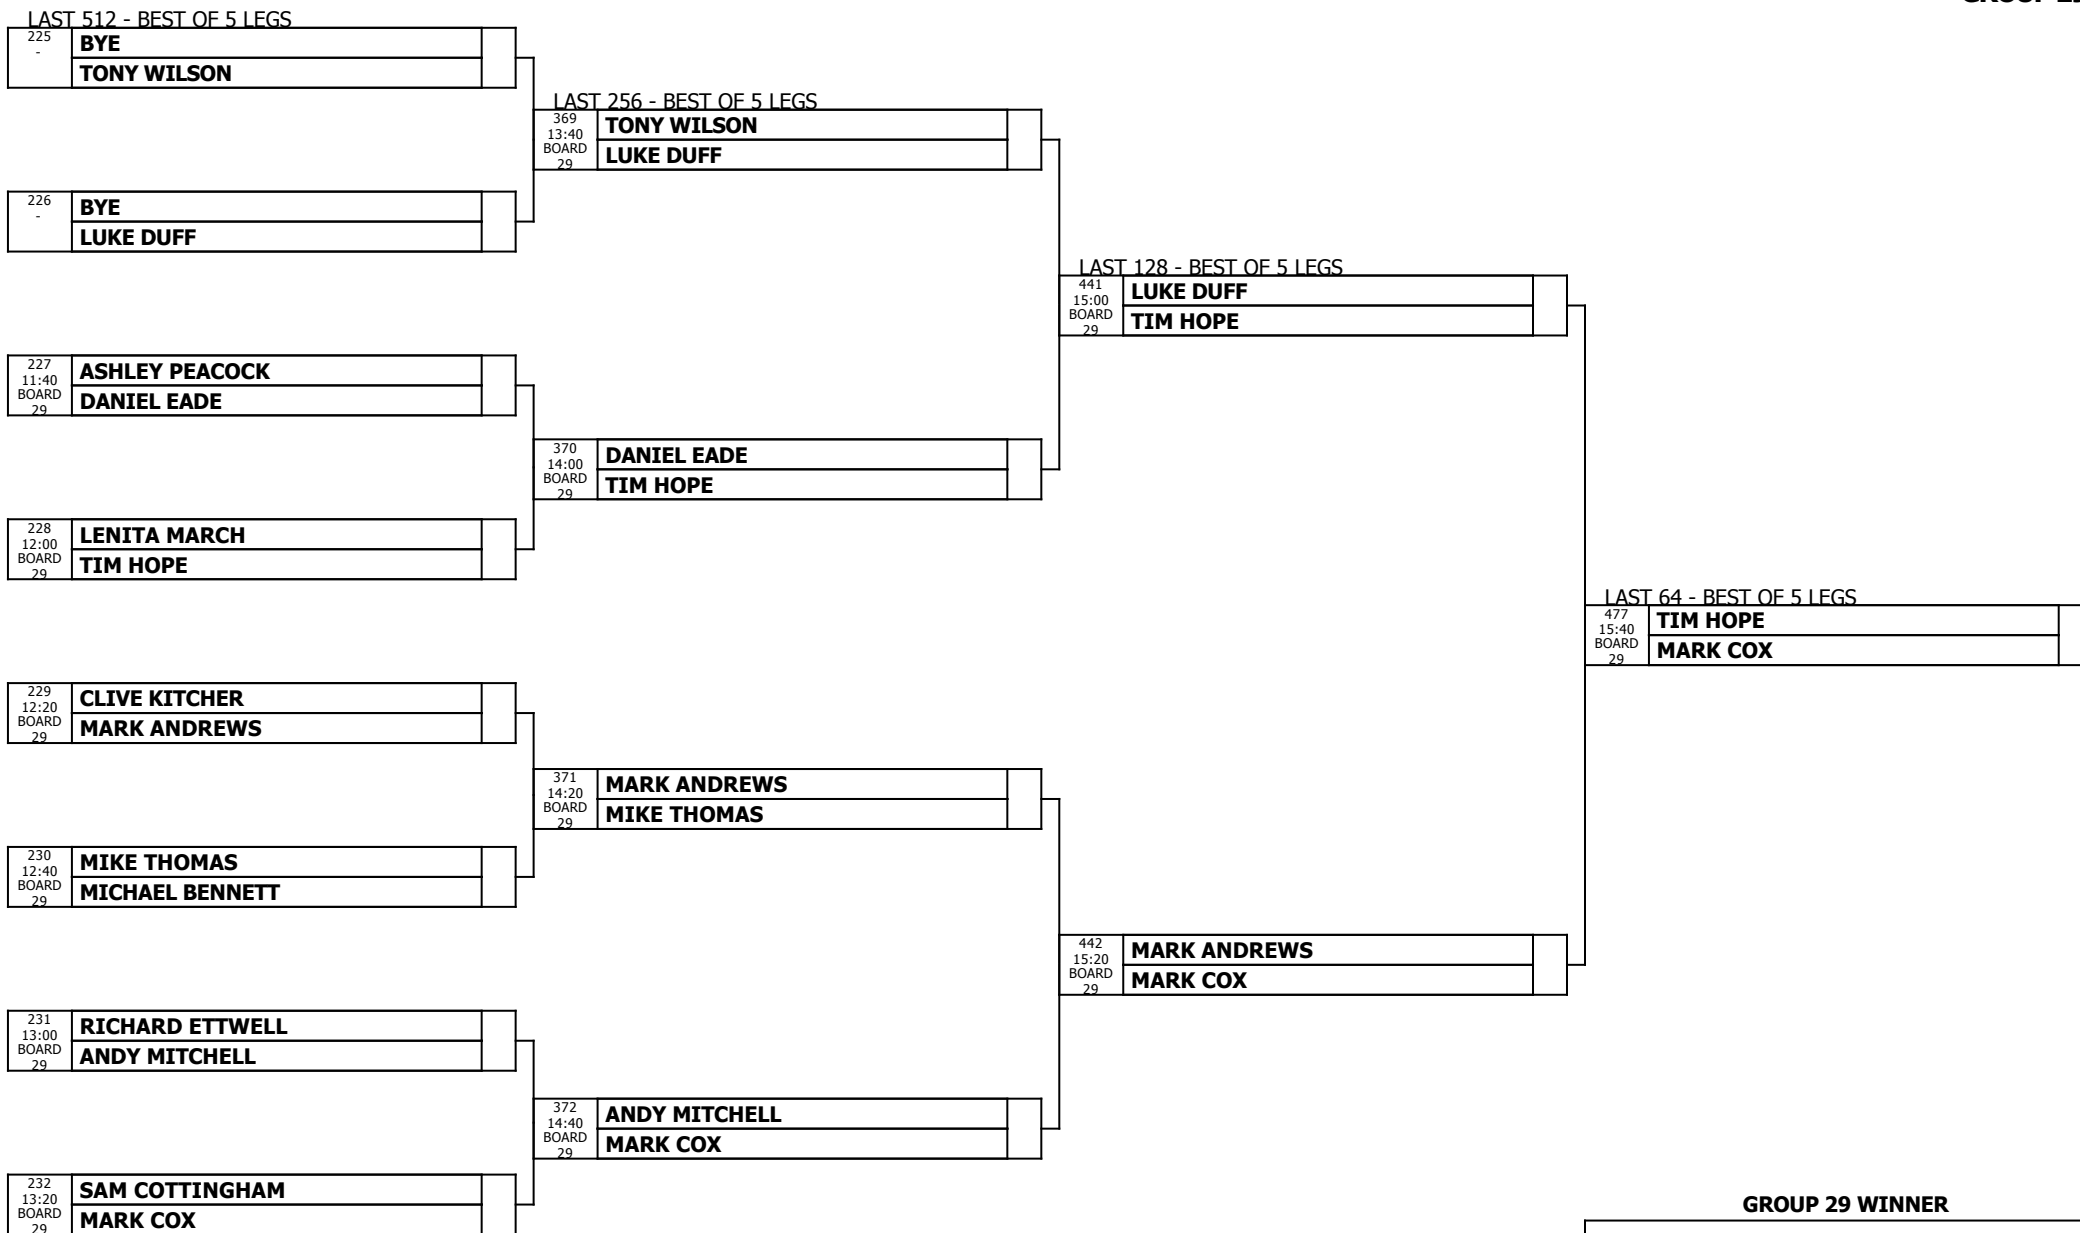 LAST 512 - BEST OF 5 LEGS
225
-
BYE
TONY WILSON
226
-
BYE
LUKE DUFF
227
11:40
BOARD
29
ASHLEY PEACOCK
DANIEL EADE
228
12:00
BOARD
29
LENITA MARCH
TIM HOPE
229
12:20
BOARD
29
CLIVE KITCHER
MARK ANDREWS
230
12:40
BOARD
29
MIKE THOMAS
MICHAEL BENNETT
231
13:00
BOARD
29
RICHARD ETTWELL
ANDY MITCHELL
232
13:20
BOARD
29
SAM COTTINGHAM
MARK COX
LAST 256 - BEST OF 5 LEGS
369
13:40
BOARD
29
TONY WILSON
LUKE DUFF
370
14:00
BOARD
29
DANIEL EADE
TIM HOPE
371
14:20
BOARD
29
MARK ANDREWS
MIKE THOMAS
372
14:40
BOARD
29
ANDY MITCHELL
MARK COX
LAST 128 - BEST OF 5 LEGS
441
15:00
BOARD
29
LUKE DUFF
TIM HOPE
442
15:20
BOARD
29
MARK ANDREWS
MARK COX
LAST 64 - BEST OF 5 LEGS
477
15:40
BOARD
29
TIM HOPE
MARK COX
GROUP 29 WINNER